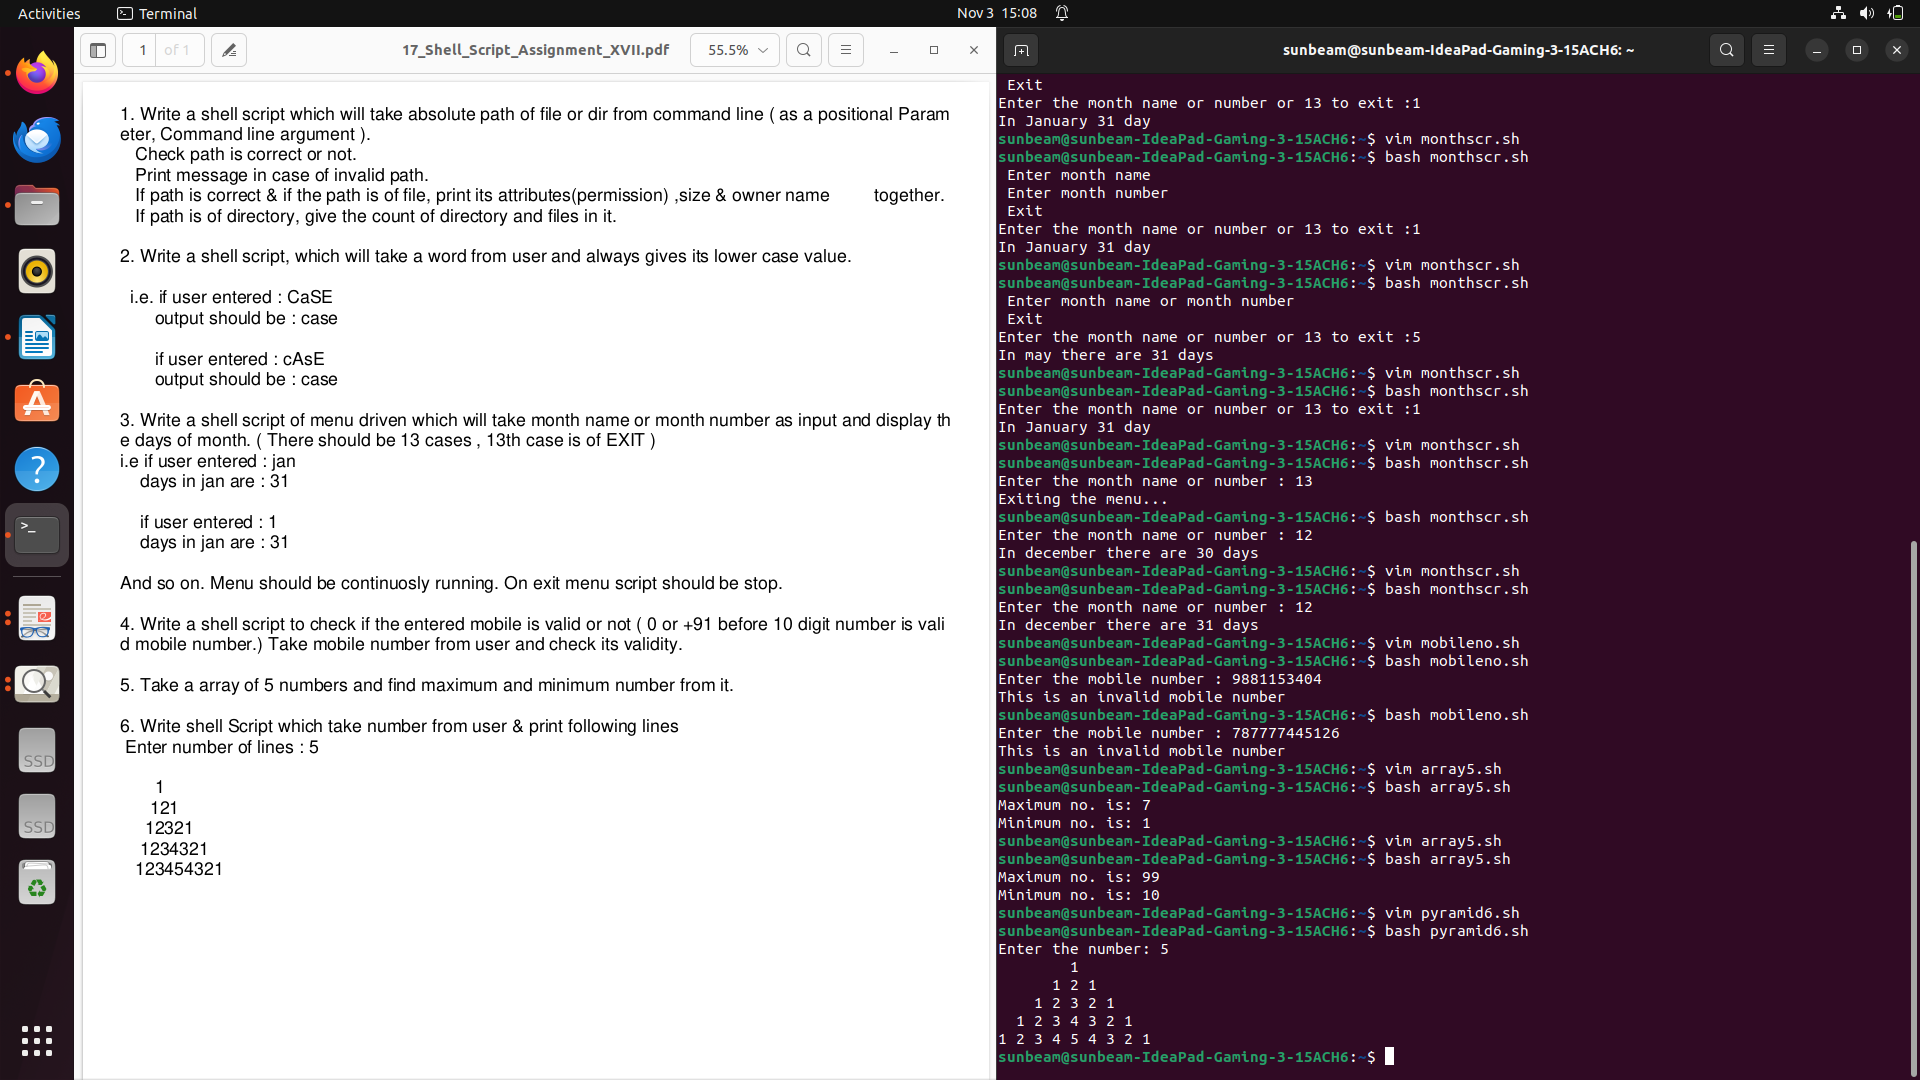 Activities
Terminal
Nov 3 15:08
1 of 1
17_Shell_Script_Assignment_XVII.pdf
55.5%
1. Write a shell script which will take absolute path of file or dir from command line ( as a positional Param
eter, Command line argument ).
Check path is correct or not.
Print message in case of invalid path.
If path is correct & if the path is of file, print its attributes(permission) ,size & owner name together.
If path is of directory, give the count of directory and files in it.
2. Write a shell script, which will take a word from user and always gives its lower case value.
i.e. if user entered : CaSE
output should be : case
if user entered : cAsE
output should be : case
3. Write a shell script of menu driven which will take month name or month number as input and display th
e days of month. ( There should be 13 cases , 13th case is of EXIT )
i.e if user entered : jan
days in jan are : 31
if user entered : 1
days in jan are : 31
And so on. Menu should be continuosly running. On exit menu script should be stop.
4. Write a shell script to check if the entered mobile is valid or not ( 0 or +91 before 10 digit number is vali
d mobile number.) Take mobile number from user and check its validity.
5. Take a array of 5 numbers and find maximum and minimum number from it.
6. Write shell Script which take number from user & print following lines
Enter number of lines : 5
1
121
12321
1234321
123454321
SSD
SSD
sunbeam@sunbeam-IdeaPad-Gaming-3-15ACH6: ~
Exit
Enter the month name or number or 13 to exit :1
In January 31 day
sunbeam@sunbeam-IdeaPad-Gaming-3-15ACH6:~$ vim monthscr.sh
sunbeam@sunbeam-IdeaPad-Gaming-3-15ACH6:~$ bash monthscr.sh
Enter month name
Enter month number
Exit
Enter the month name or number or 13 to exit :1
In January 31 day
sunbeam@sunbeam-IdeaPad-Gaming-3-15ACH6:~$ vim monthscr.sh
sunbeam@sunbeam-IdeaPad-Gaming-3-15ACH6:~$ bash monthscr.sh
Enter month name or month number
Exit
Enter the month name or number or 13 to exit :5
In may there are 31 days
sunbeam@sunbeam-IdeaPad-Gaming-3-15ACH6:~$ vim monthscr.sh
sunbeam@sunbeam-IdeaPad-Gaming-3-15ACH6:~$ bash monthscr.sh
Enter the month name or number or 13 to exit :1
In January 31 day
sunbeam@sunbeam-IdeaPad-Gaming-3-15ACH6:~$ vim monthscr.sh
sunbeam@sunbeam-IdeaPad-Gaming-3-15ACH6:~$ bash monthscr.sh
Enter the month name or number : 13
Exiting the menu...
sunbeam@sunbeam-IdeaPad-Gaming-3-15ACH6:~$ bash monthscr.sh
Enter the month name or number : 12
In december there are 30 days
sunbeam@sunbeam-IdeaPad-Gaming-3-15ACH6:~$ vim monthscr.sh
sunbeam@sunbeam-IdeaPad-Gaming-3-15ACH6:~$ bash monthscr.sh
Enter the month name or number : 12
In december there are 31 days
sunbeam@sunbeam-IdeaPad-Gaming-3-15ACH6:~$ vim mobileno.sh
sunbeam@sunbeam-IdeaPad-Gaming-3-15ACH6:~$ bash mobileno.sh
Enter the mobile number : 9881153404
This is an invalid mobile number
sunbeam@sunbeam-IdeaPad-Gaming-3-15ACH6:~$ bash mobileno.sh
Enter the mobile number : 787777445126
This is an invalid mobile number
sunbeam@sunbeam-IdeaPad-Gaming-3-15ACH6:~$ vim array5.sh
sunbeam@sunbeam-IdeaPad-Gaming-3-15ACH6:~$ bash array5.sh
Maximum no. is: 7
Minimum no. is: 1
sunbeam@sunbeam-IdeaPad-Gaming-3-15ACH6:~$ vim array5.sh
sunbeam@sunbeam-IdeaPad-Gaming-3-15ACH6:~$ bash array5.sh
Maximum no. is: 99
Minimum no. is: 10
sunbeam@sunbeam-IdeaPad-Gaming-3-15ACH6:~$ vim pyramid6.sh
sunbeam@sunbeam-IdeaPad-Gaming-3-15ACH6:~$ bash pyramid6.sh
Enter the number: 5
1
1 2 1
1 2 3 2 1
1 2 3 4 3 2 1
1 2 3 4 5 4 3 2 1
sunbeam@sunbeam-IdeaPad-Gaming-3-15ACH6:~$